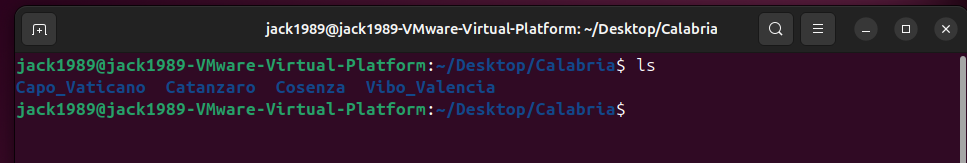 jack1989@jack1989-VMware-Virtual-Platform: ~/Desktop/Calabria
jack1989@jack1989-VMware-Virtual-Platform:~/Desktop/Calabria$ ls
Capo_Vaticano  Catanzaro  Cosenza  Vibo_Valencia
jack1989@jack1989-VMware-Virtual-Platform:~/Desktop/Calabria$